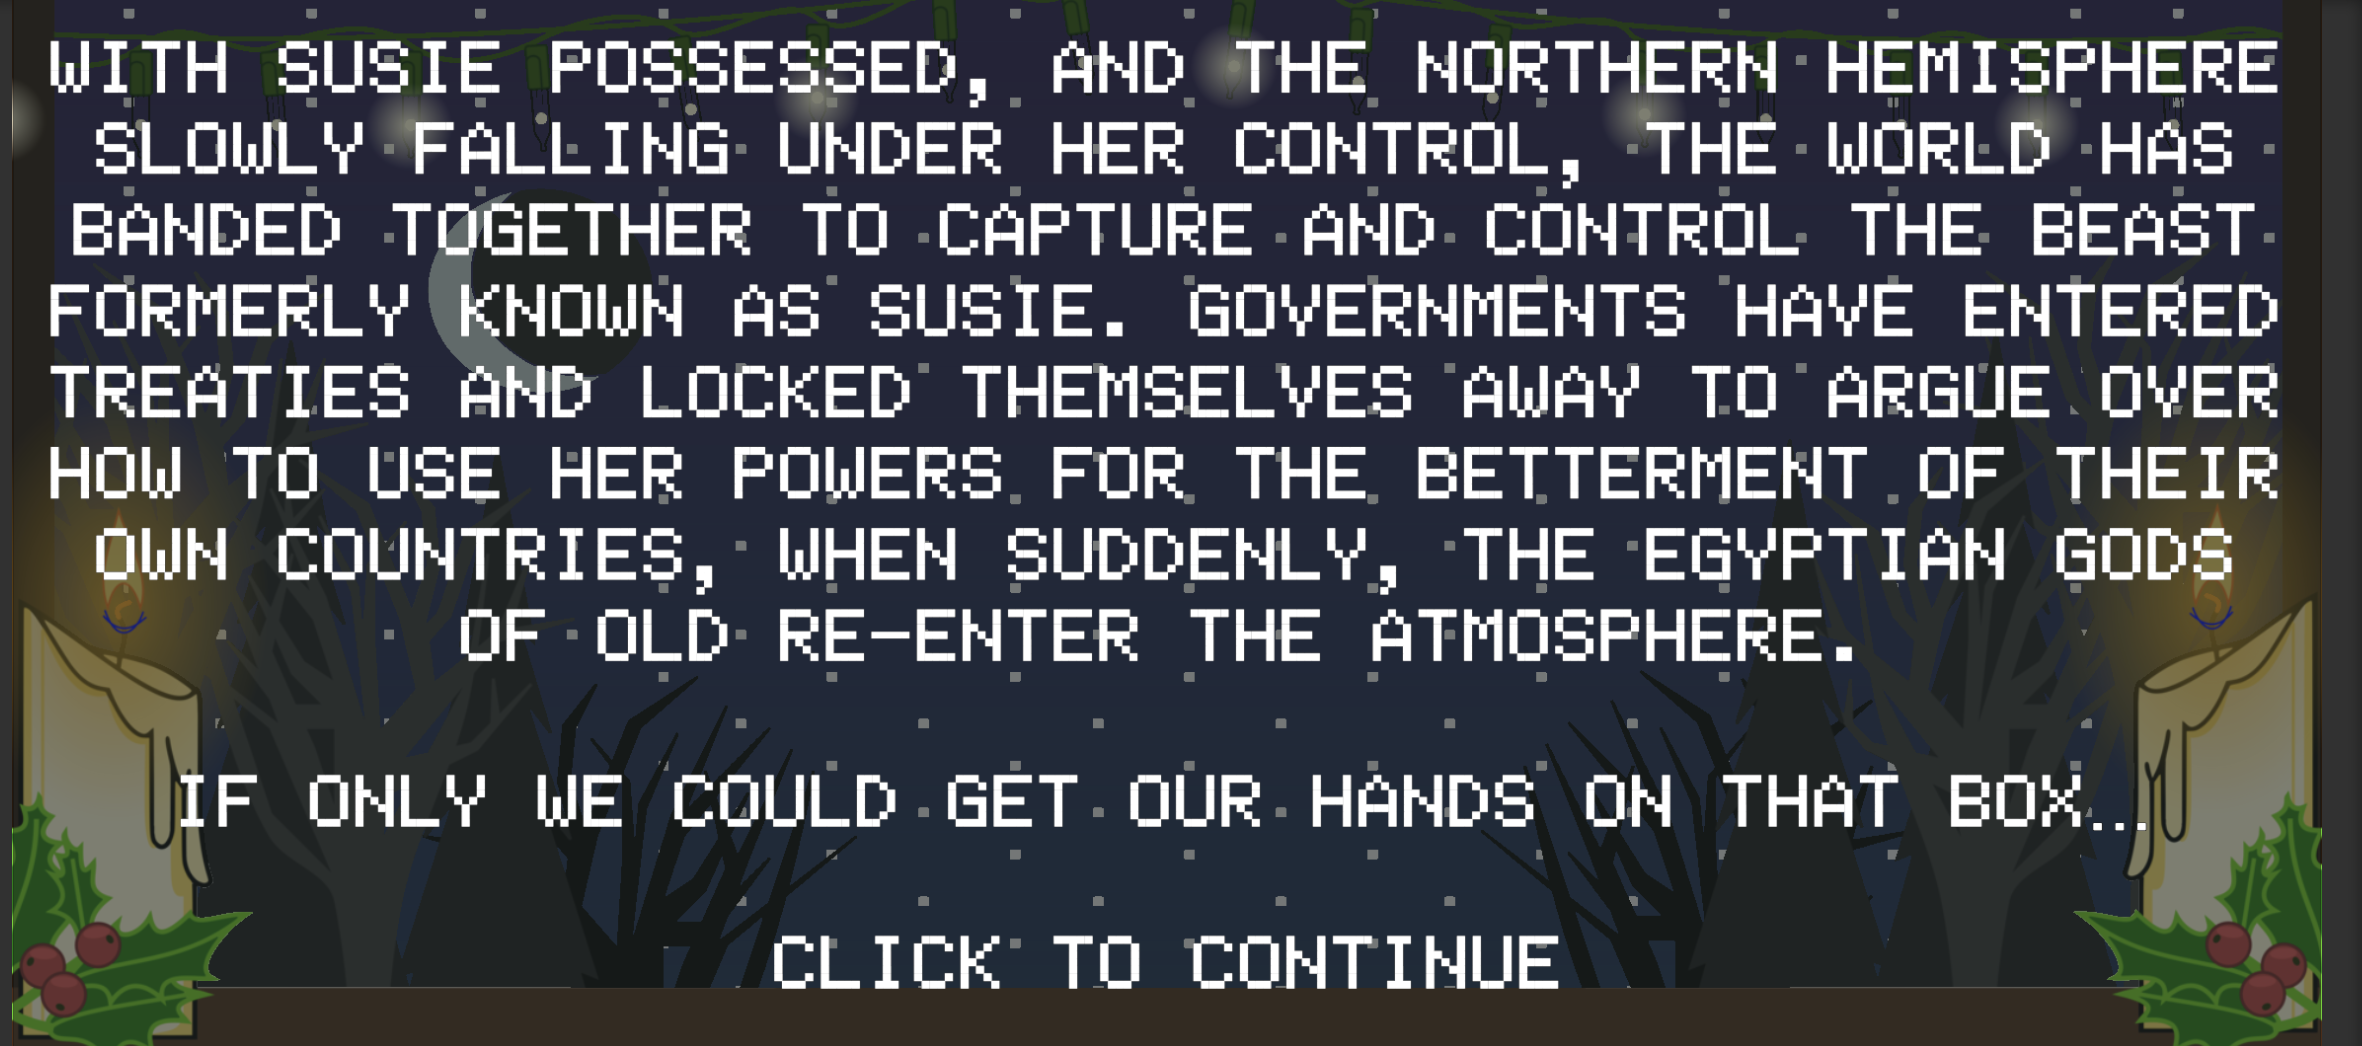 WITH SUSIE POSSESSED, AND THE NORTHERN HEMISPHERE
SLOWLY FALLING UNDER HER CONTROL, THE WORLD HAS
BANDED TOGETHER TO CAPTURE AND CONTROL THE BEAST
FORMERLY KNOWN AS SUSIE. GOVERNMENTS HAVE ENTERED
TREATIES AND LOCKED THEMSELVES AWAY TO ARGUE OVER
HOW TO USE HER POWERS FOR THE BETTERMENT OF THEIR
OWN COUNTRIES, WHEN SUDDENLY, THE EGYPTIAN GODS
OF OLD RE-ENTER THE ATMOSPHERE.
IF ONLY WE COULD GET OUR HANDS ON THAT BOX...
CLICK TO CONTINUE